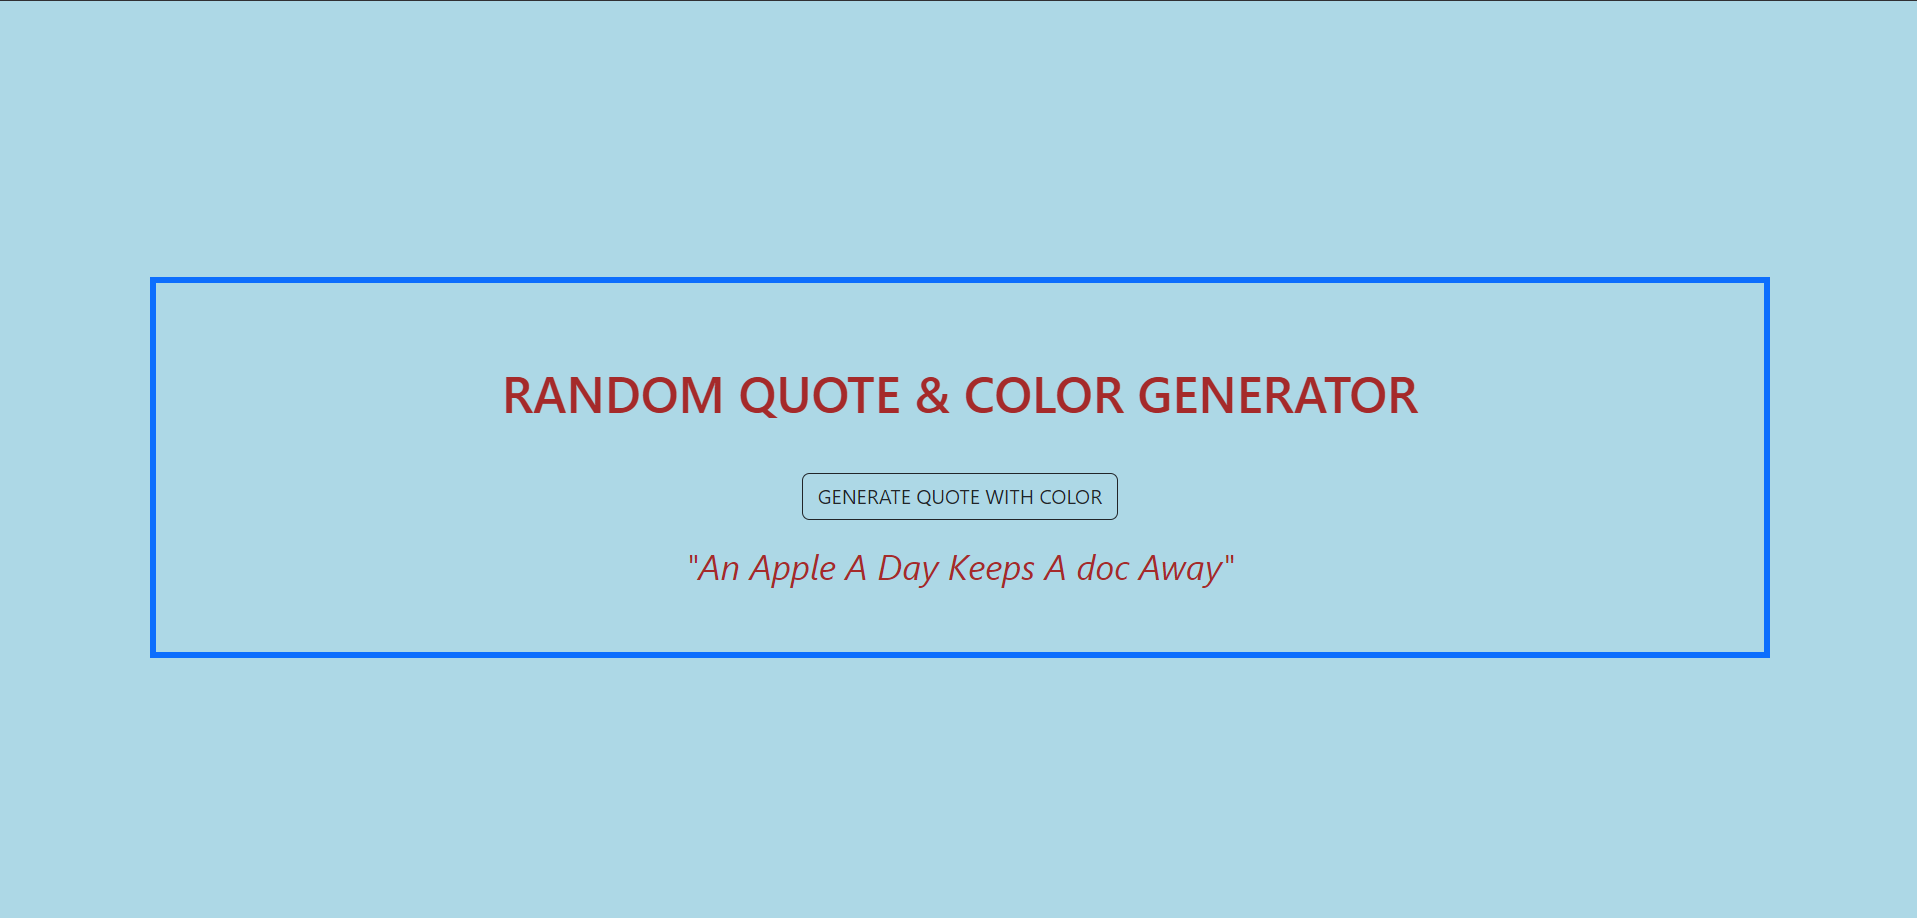 RANDOM QUOTE & COLOR GENERATOR
GENERATE QUOTE WITH COLOR
"An Apple A Day Keeps A doc Away"